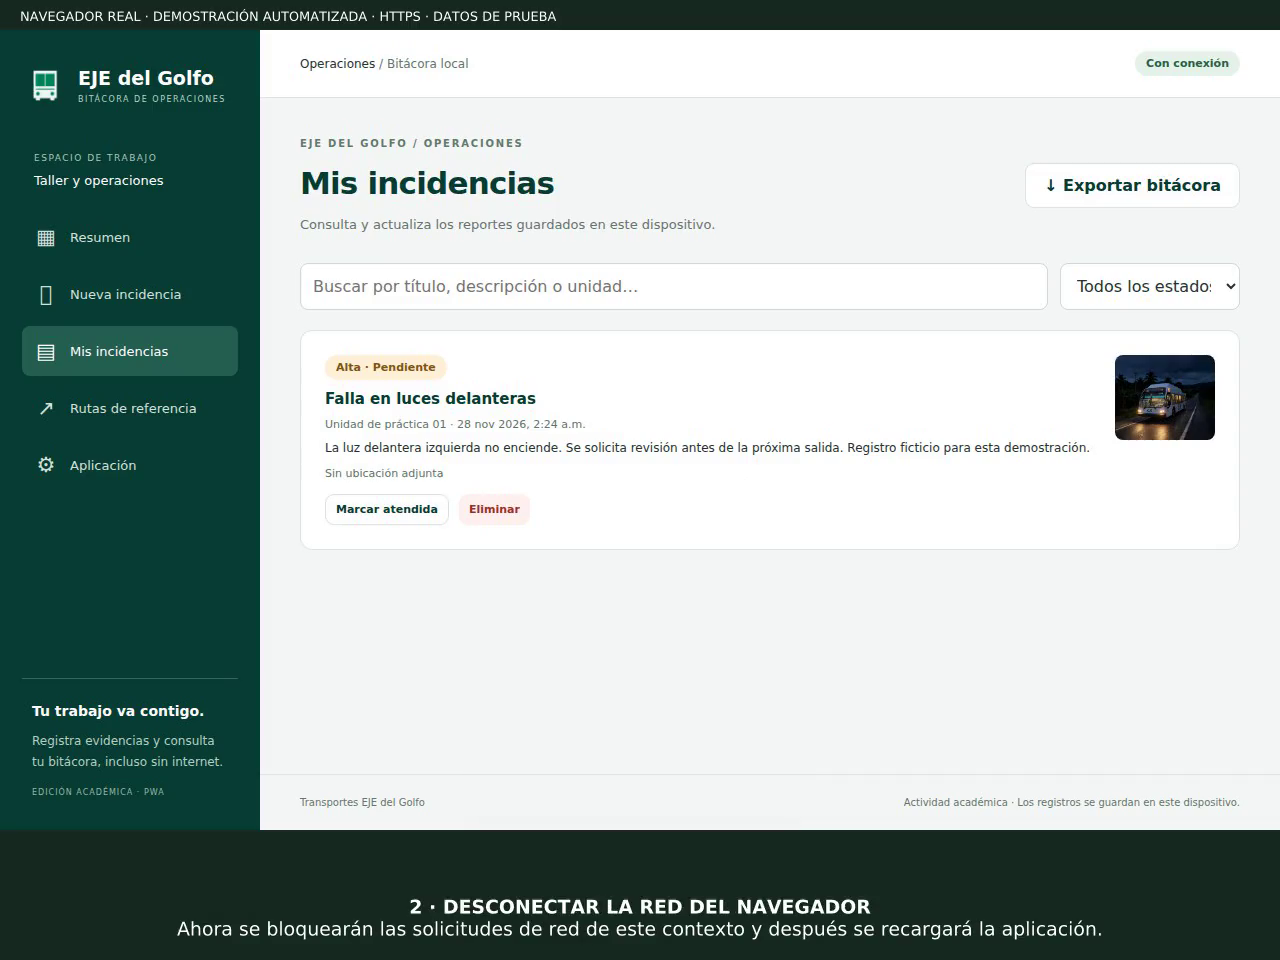 NAVEGADOR REAL · DEMOSTRACIÓN AUTOMATIZADA · HTTPS · DATOS DE PRUEBA
EJE del Golfo
BITÁCORA DE OPERACIONES
ESPACIO DE TRABAJO
Taller y operaciones
Resumen
Nueva incidencia
Mis incidencias
Rutas de referencia
Aplicación
Tu trabajo va contigo.
Registra evidencias y consulta
tu bitácora, incluso sin internet.
EDICIÓN ACADÉMICA · PWA
Operaciones / Bitácora local
Con conexión
EJE DEL GOLFO / OPERACIONES
Mis incidencias
↓ Exportar bitácora
Consulta y actualiza los reportes guardados en este dispositivo.
Buscar por título, descripción o unidad...
Todos los estados
Alta · Pendiente
Falla en luces delanteras
Unidad de práctica 01 · 28 nov 2026, 2:24 a.m.
La luz delantera izquierda no enciende. Se solicita revisión antes de la próxima salida. Registro ficticio para esta demostración.
Sin ubicación adjunta
Marcar atendida
Eliminar
Transportes EJE del Golfo
Actividad académica · Los registros se guardan en este dispositivo.
2 · DESCONECTAR LA RED DEL NAVEGADOR
Ahora se bloquearán las solicitudes de red de este contexto y después se recargará la aplicación.